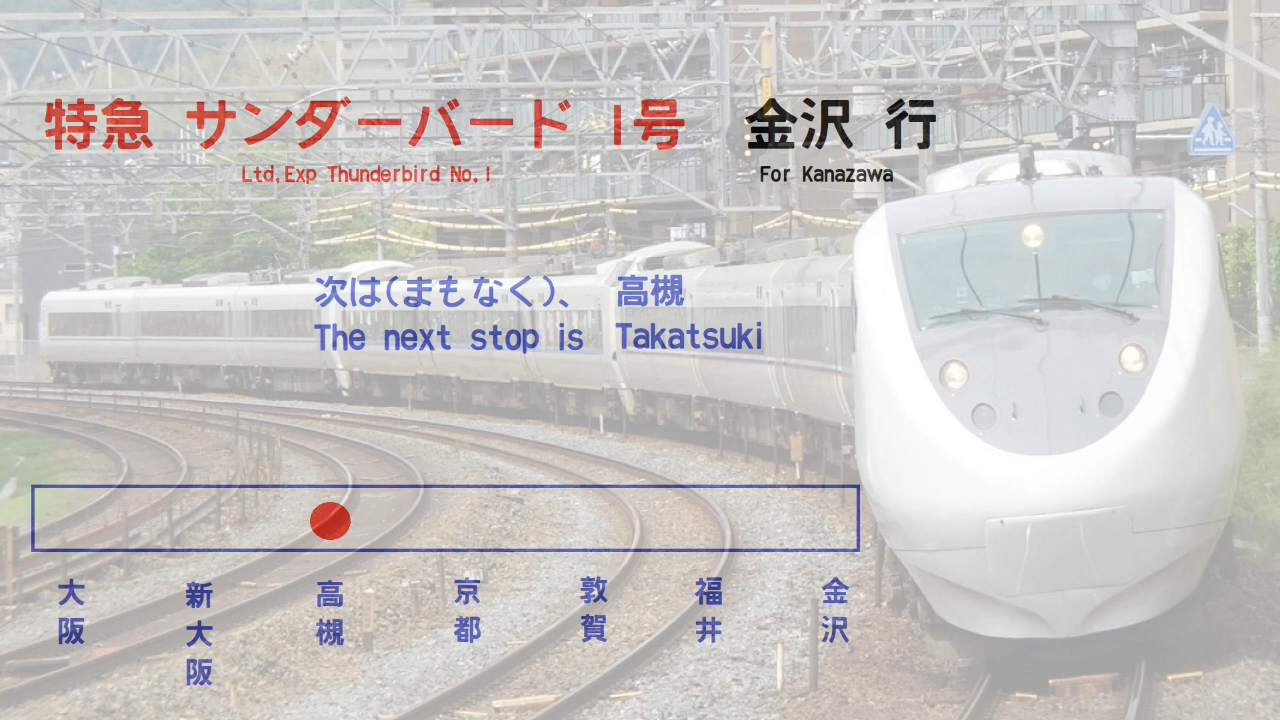 特急 サンダーバード 1号 金沢 行
Ltd.Exp Thunderbird No.1 For Kanazawa
次は(まもなく)、 高槻
The next stop is Takatsuki
大阪
新大阪
高槻
京都
敦賀
福井
金沢